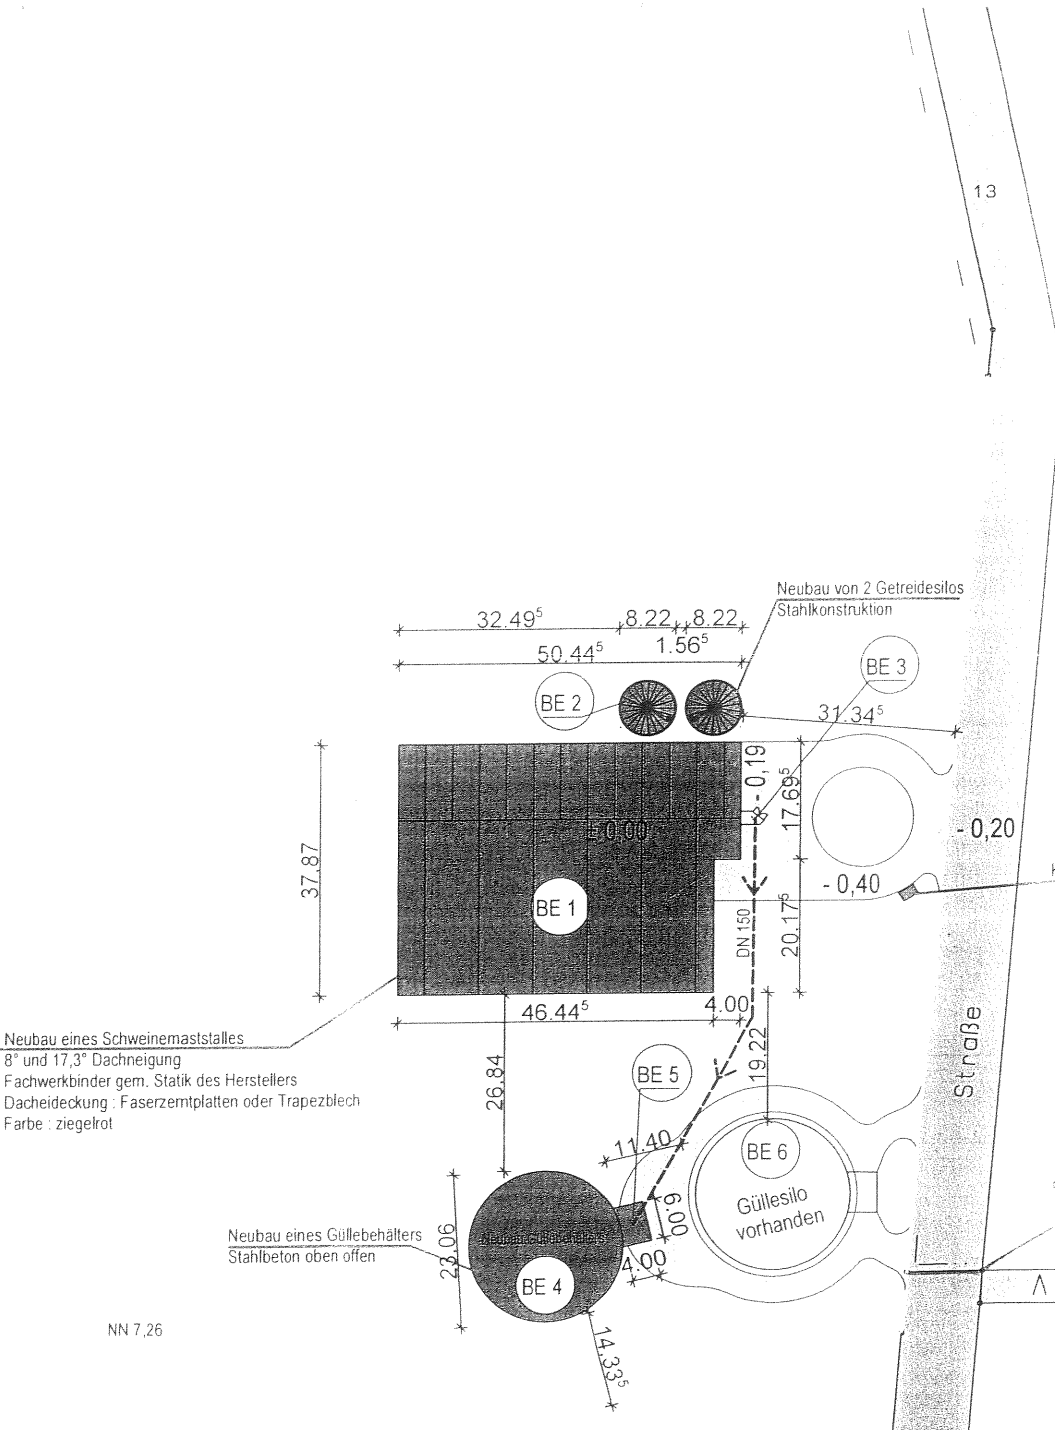 13
Neubau von 2 Getreidesilos
Stahlkonstruktion
32.49⁵
8.22
8.22
1.56⁵
50.44⁵
BE 2
BE 3
31.34⁵
- 0,19
17.69⁵
± 0,00
- 0,20
37.87
- 0,40
BE 1
DN 150
20.17⁵
46.44⁵
4.00
Straße
Neubau eines Schweinemaststalles
8° und 17,3° Dachneigung
Fachwerkbinder gem. Statik des Herstellers
Dacheideckung : Faserzemtplatten oder Trapezblech
Farbe : ziegelrot
26.84
19.22
BE 5
11.40
BE 6
Güllesilo
vorhanden
6.00
4.00
23,06
Neubau eines Güllebehälters
Stahlbeton oben offen
BE 4
14,33⁵
NN 7,26